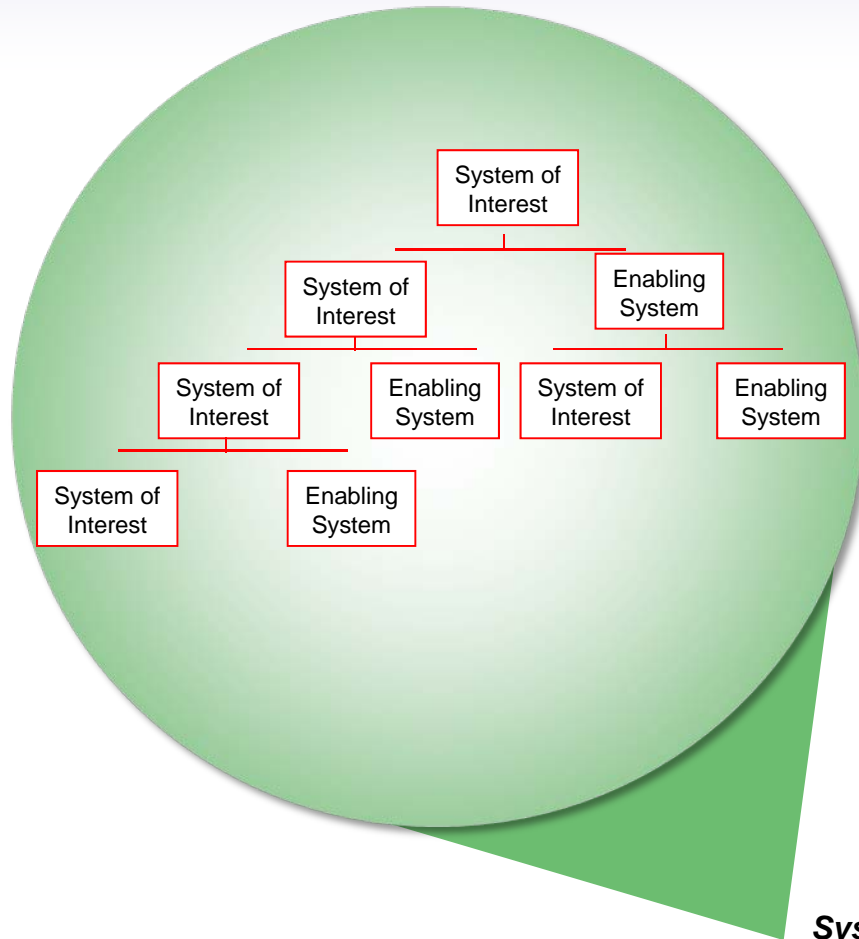 System of
Interest
System of
Interest
Enabling
System
System of
Interest
Enabling
System
System of
Interest
Enabling
System
System of
Interest
Enabling
System